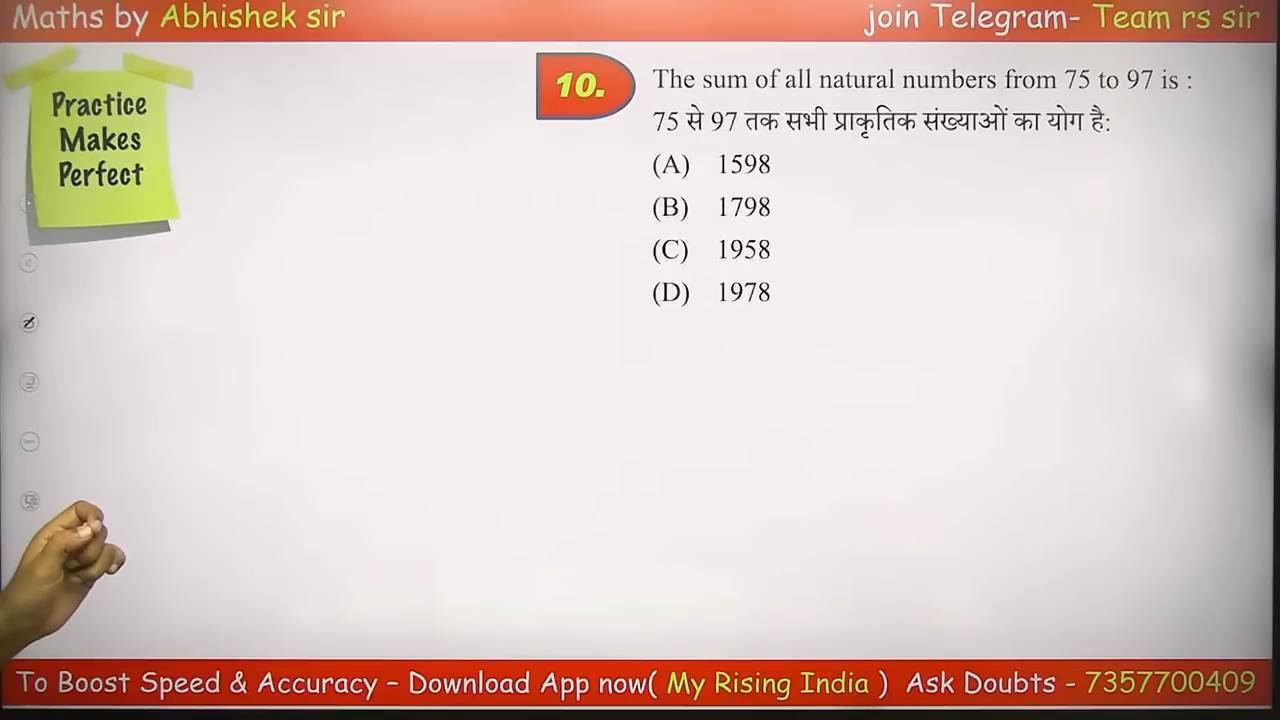 Maths by Abhishek sir
join Telegram- Team rs sir
Practice
Makes
Perfect
10.
The sum of all natural numbers from 75 to 97 is :
75 से 97 तक सभी प्राकृतिक संख्याओं का योग है:
(A) 1598
(B) 1798
(C) 1958
(D) 1978
To Boost Speed & Accuracy – Download App now( My Rising India ) Ask Doubts - 7357700409